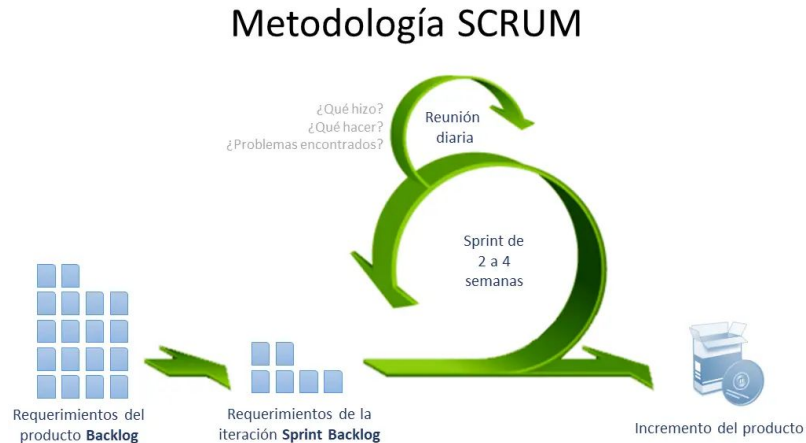 Metodología SCRUM
¿Qué hizo?
¿Qué hacer?
¿Problemas encontrados?
Reunión
diaria
Sprint de
2 a 4
semanas
Requerimientos del
producto Backlog
Requerimientos de la
iteración Sprint Backlog
Incremento del producto